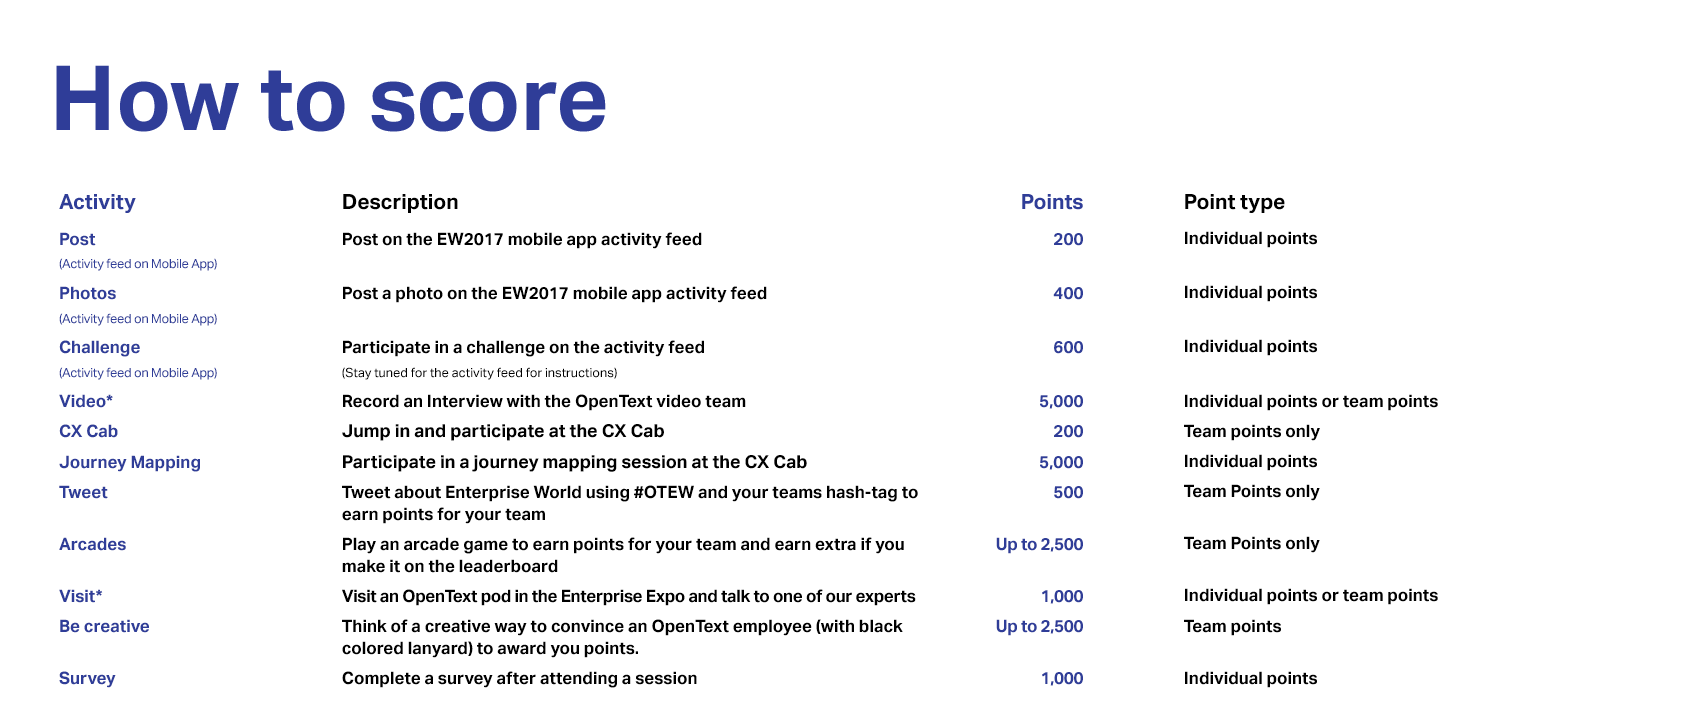 How to score
Activity Description Points Point type
Post Post on the EW2017 mobile app activity feed 200 Individual points
(Activity feed on Mobile App)
Photos Post a photo on the EW2017 mobile app activity feed 400 Individual points
(Activity feed on Mobile App)
Challenge Participate in a challenge on the activity feed 600 Individual points
(Activity feed on Mobile App) (Stay tuned for the activity feed for instructions)
Video* Record an Interview with the OpenText video team 5,000 Individual points or team points
CX Cab Jump in and participate at the CX Cab 200 Team points only
Journey Mapping Participate in a journey mapping session at the CX Cab 5,000 Individual points
Tweet Tweet about Enterprise World using #OTEW and your teams hash-tag to 500 Team Points only
earn points for your team
Arcades Play an arcade game to earn points for your team and earn extra if you Up to 2,500 Team Points only
make it on the leaderboard
Visit* Visit an OpenText pod in the Enterprise Expo and talk to one of our experts 1,000 Individual points or team points
Be creative Think of a creative way to convince an OpenText employee (with black Up to 2,500 Team points
colored lanyard) to award you points.
Survey Complete a survey after attending a session 1,000 Individual points